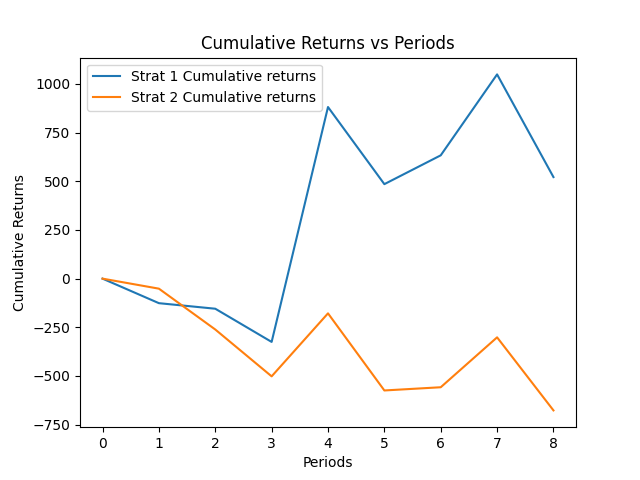 Cumulative Returns vs Periods
Strat 1 Cumulative returns
Strat 2 Cumulative returns
Cumulative Returns
1000
750
500
250
0
−250
−500
−750
0 1 2 3 4 5 6 7 8
Periods